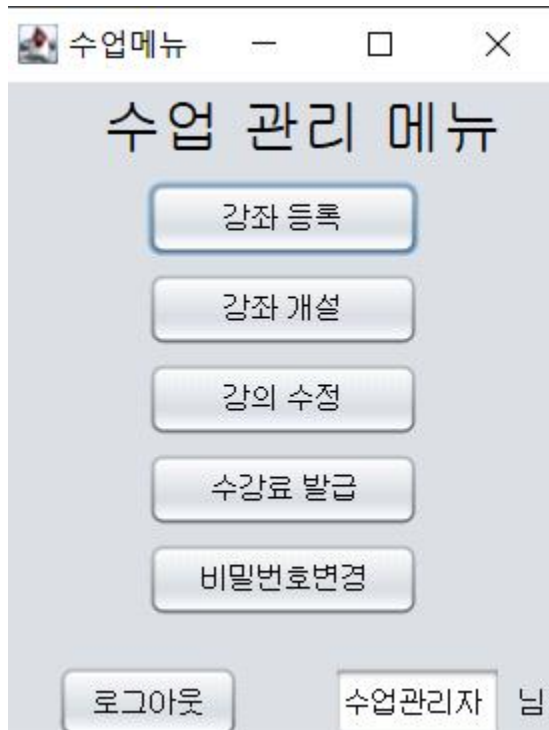 수업메뉴
수업 관리 메뉴
강좌 등록
강좌 개설
강의 수정
수강료 발급
비밀번호변경
로그아웃 수업관리자 님